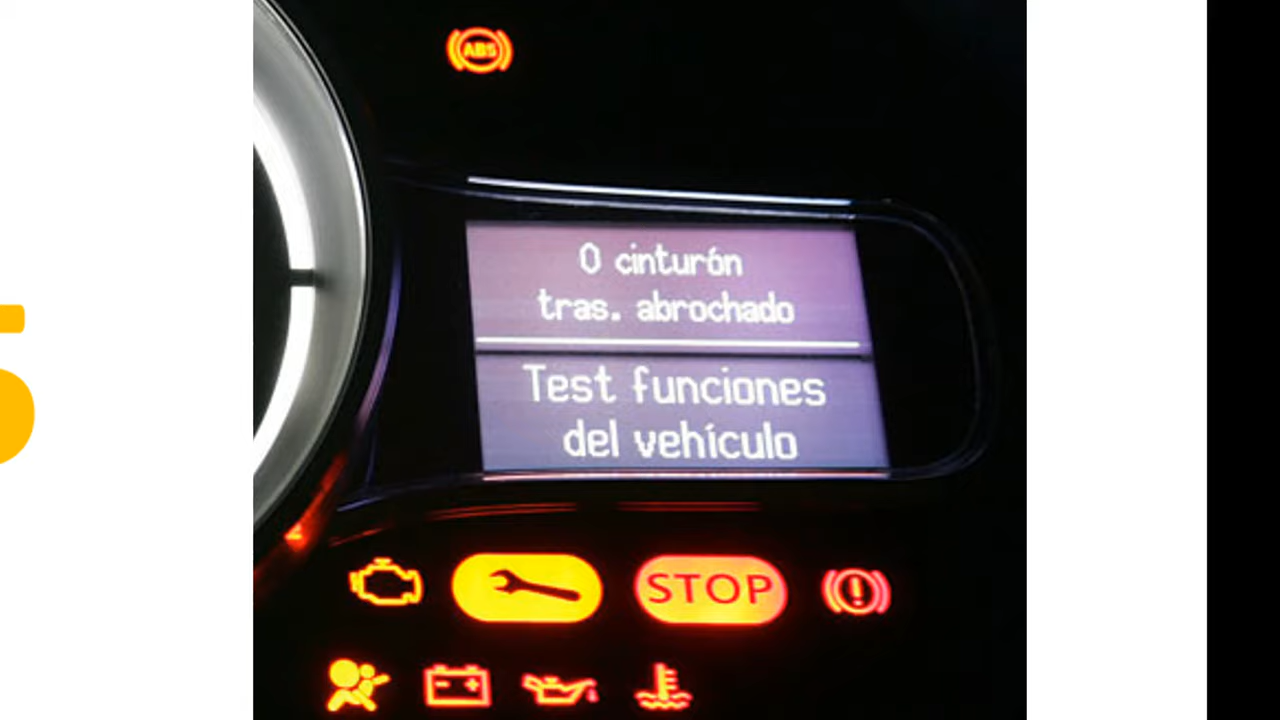 ABS
0 cinturón
tras. abrochado
Test funciones
del vehículo
STOP